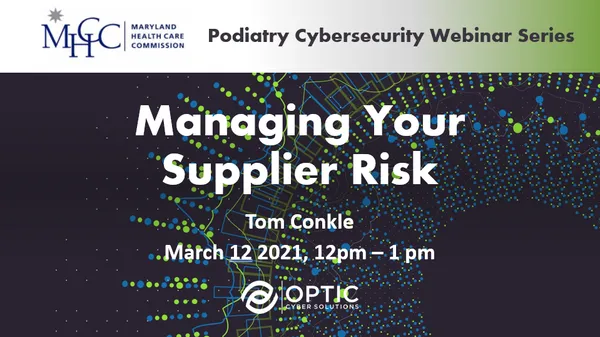 MHCC
MARYLAND
HEALTH CARE
COMMISSION
Podiatry Cybersecurity Webinar Series
Managing Your
Supplier Risk
Tom Conkle
March 12 2021, 12pm – 1 pm
OPTIC
CYBER SOLUTIONS